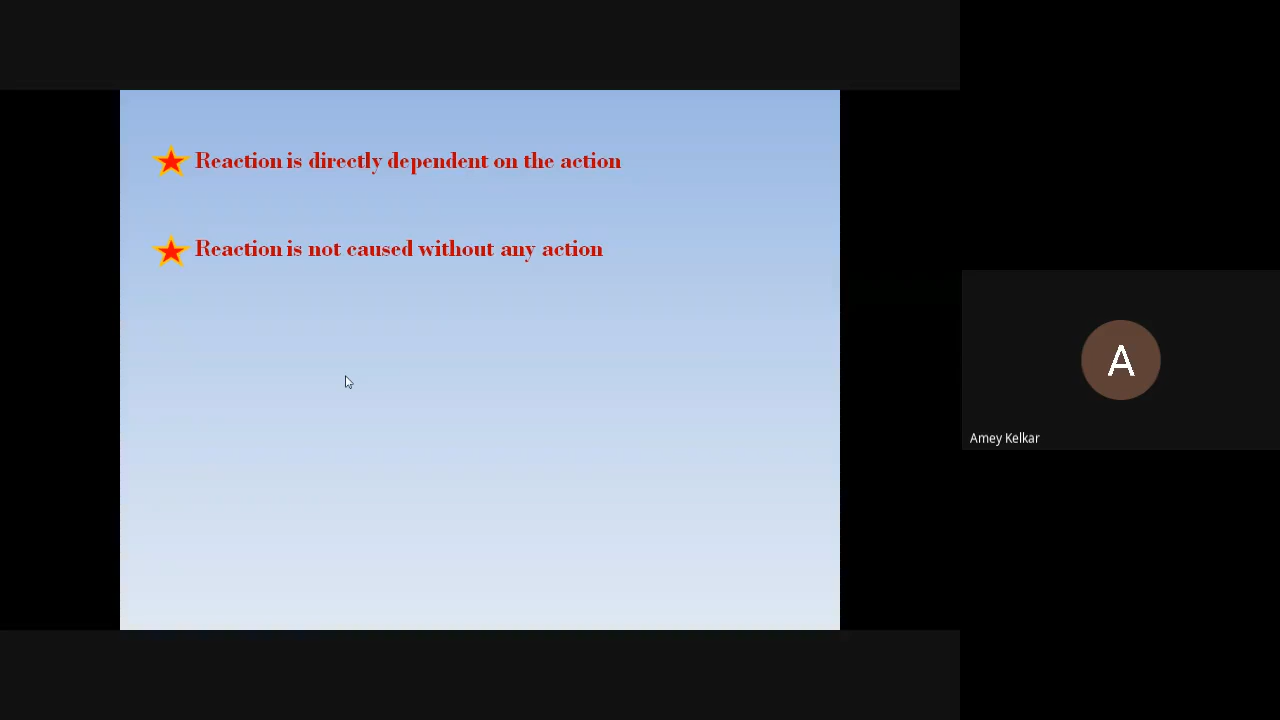 Reaction is directly dependent on the action
Reaction is not caused without any action
A
Amey Kelkar